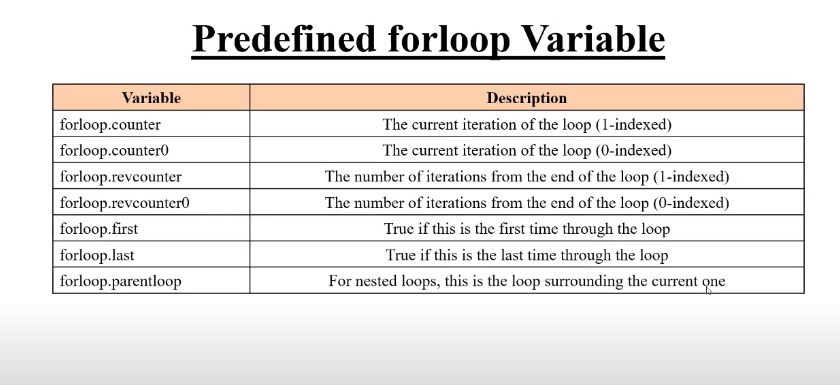 Predefined forloop Variable
Variable Description
forloop.counter The current iteration of the loop (1-indexed)
forloop.counter0 The current iteration of the loop (0-indexed)
forloop.revcounter The number of iterations from the end of the loop (1-indexed)
forloop.revcounter0 The number of iterations from the end of the loop (0-indexed)
forloop.first True if this is the first time through the loop
forloop.last True if this is the last time through the loop
forloop.parentloop For nested loops, this is the loop surrounding the current one